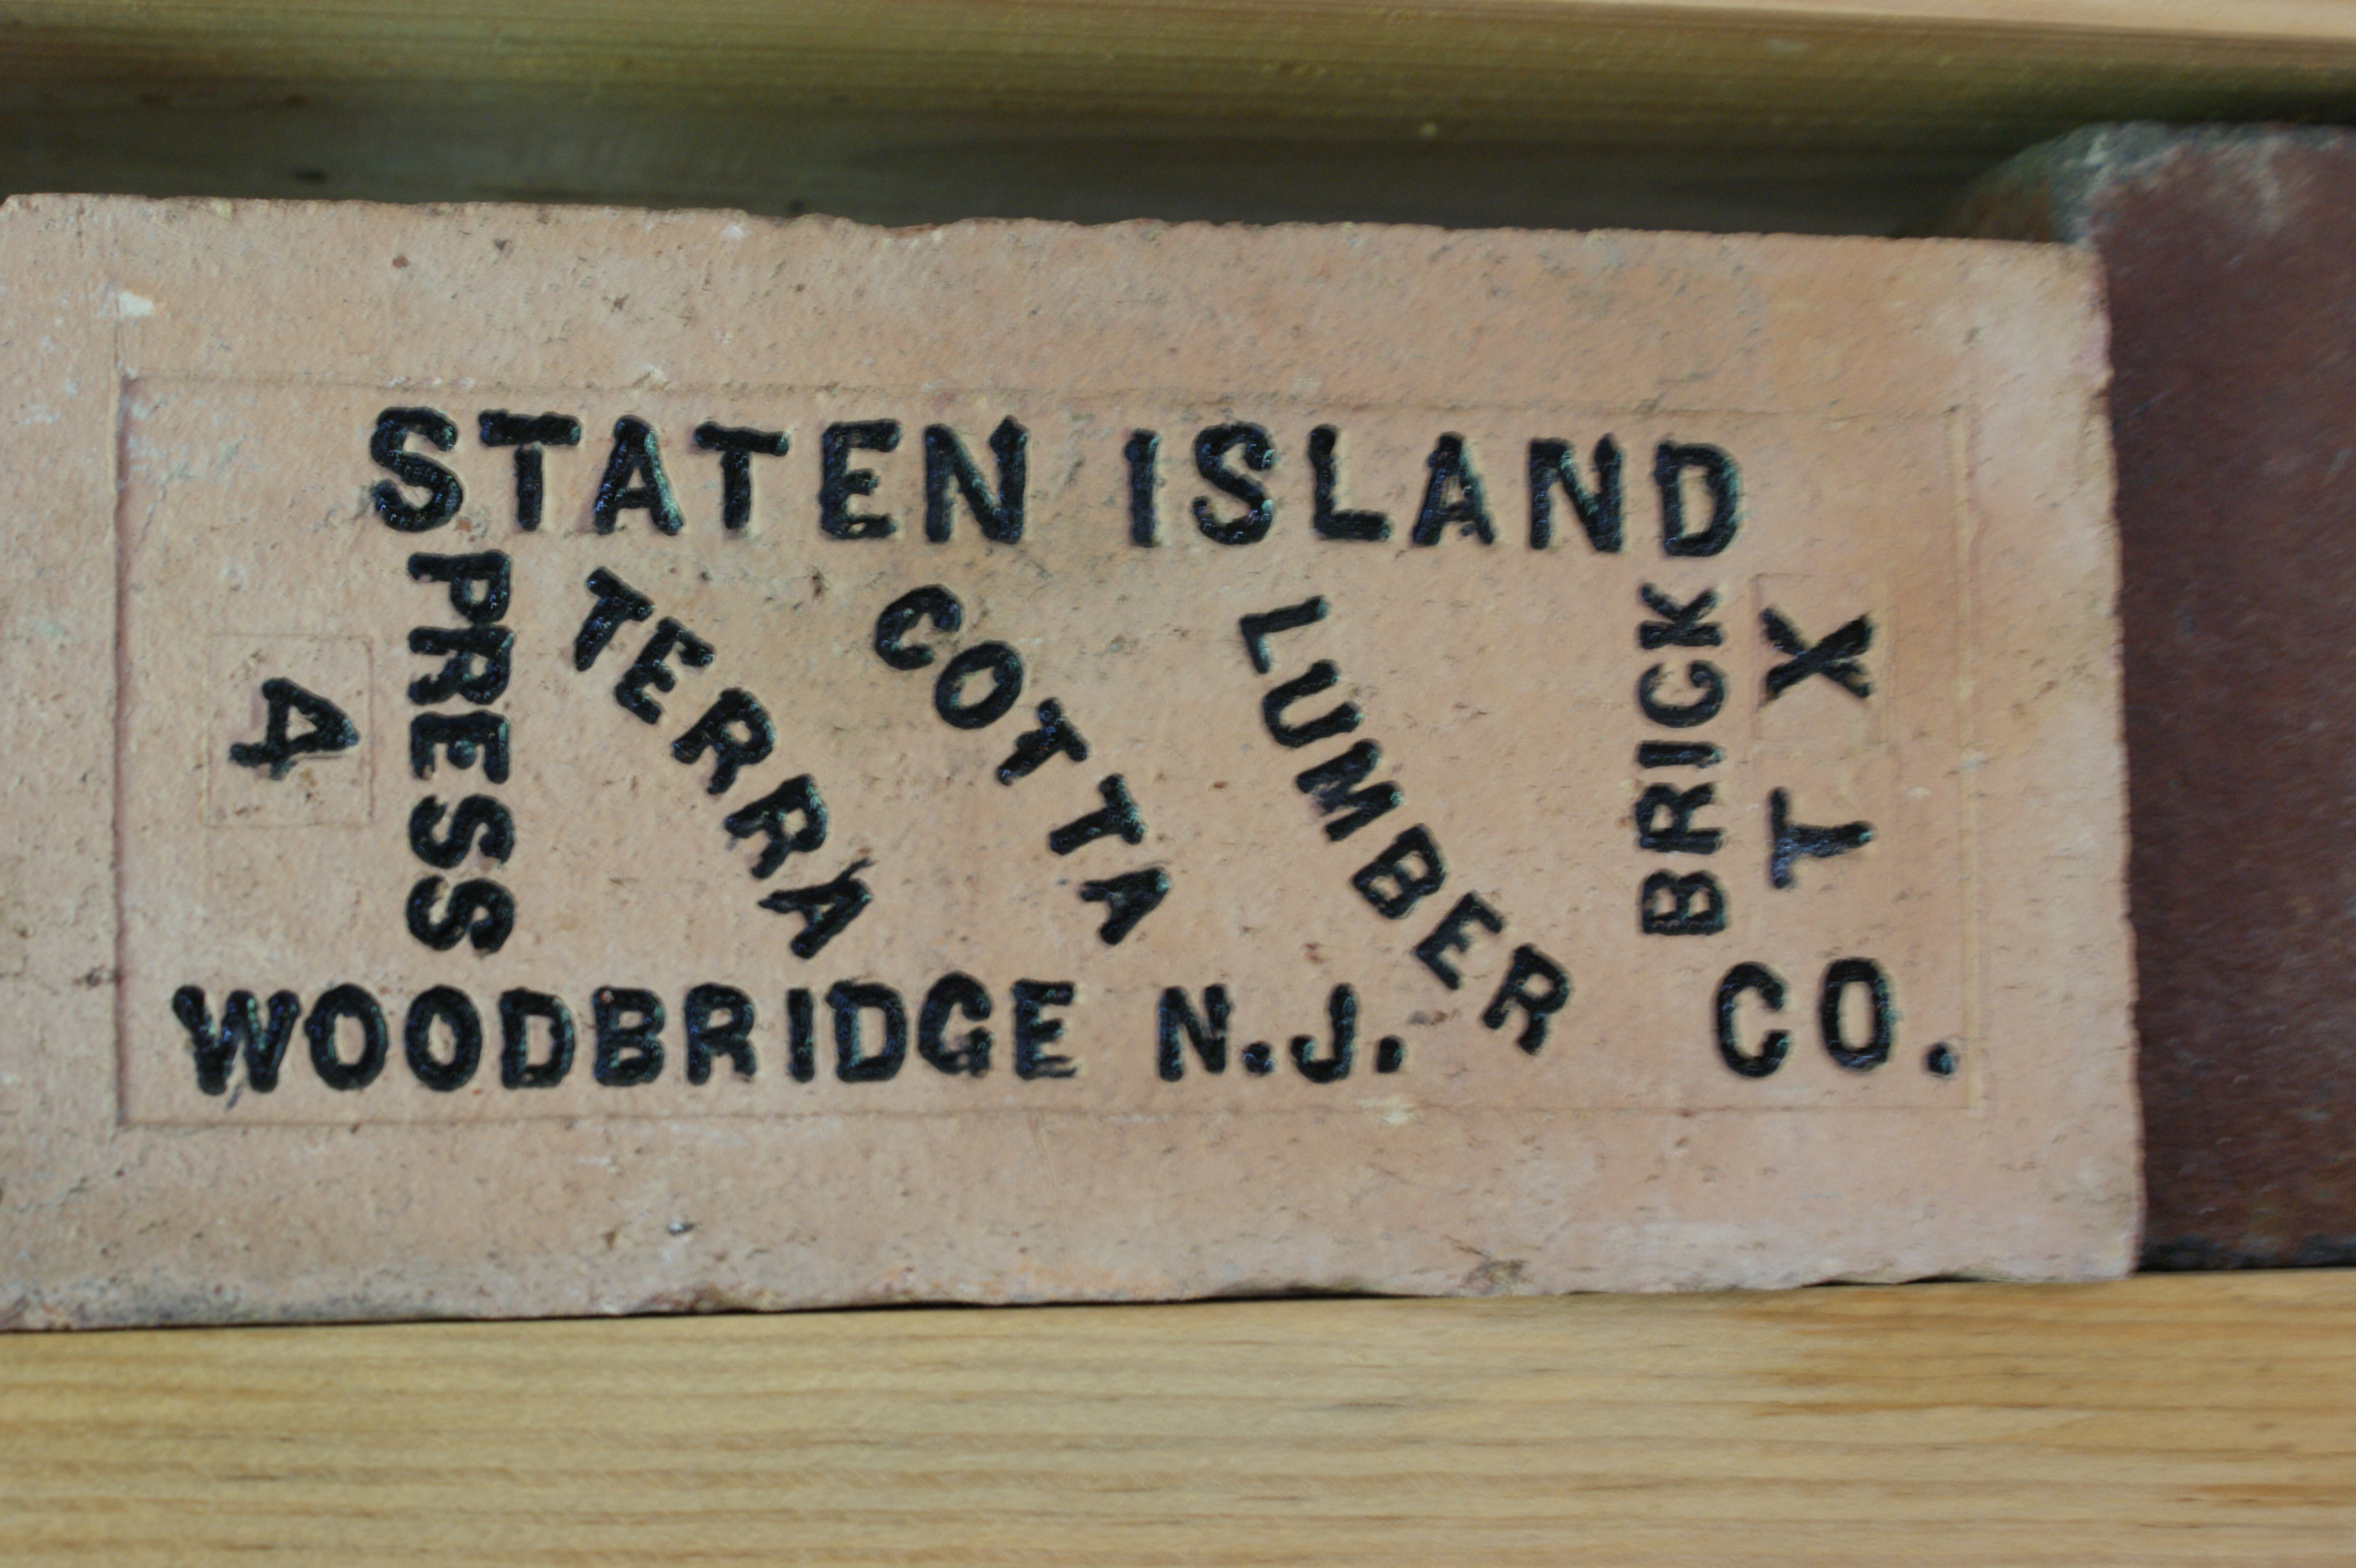 STATEN ISLAND
4
PRESS
TERRA
COTTA
LUMBER
BRICK
X T
WOODBRIDGE N.J. CO.